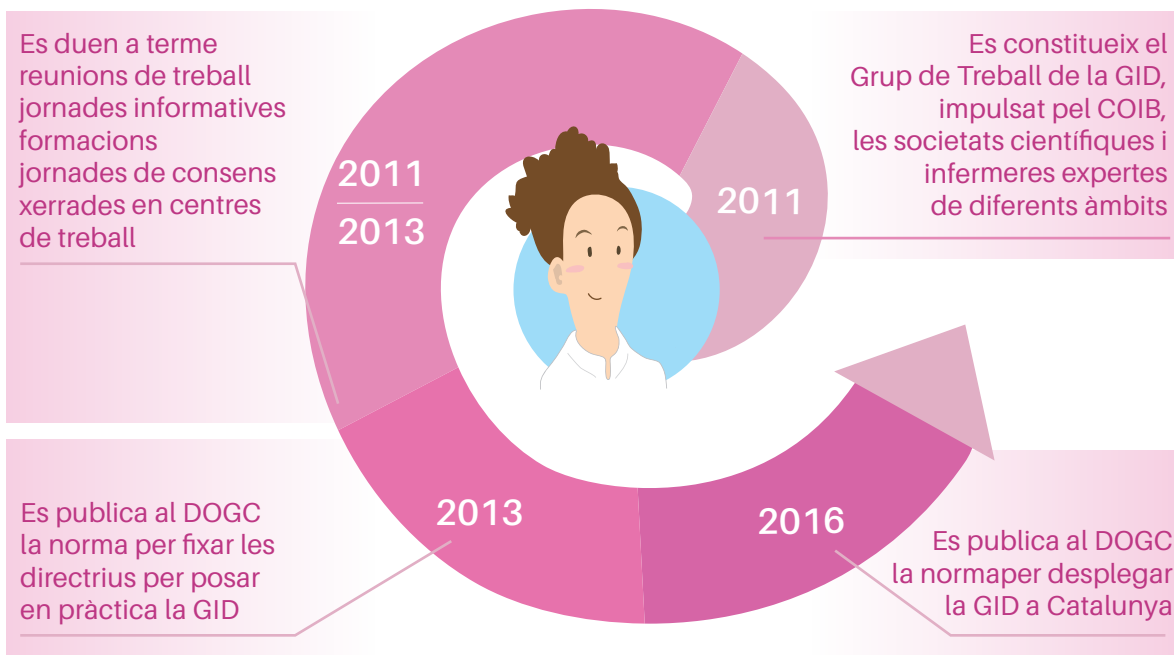 Es duen a terme
reunions de treball
jornades informatives
formacions
jornades de consens
xerrades en centres
de treball
2011
2013
Es constitueix el
Grup de Treball de la GID,
impulsat pel COIB,
les societats científiques i
infermeres expertes
de diferents àmbits
2011
Es publica al DOGC
la norma per fixar les
directrius per posar
en pràctica la GID
2013
2016
Es publica al DOGC
la normaper desplegar
la GID a Catalunya